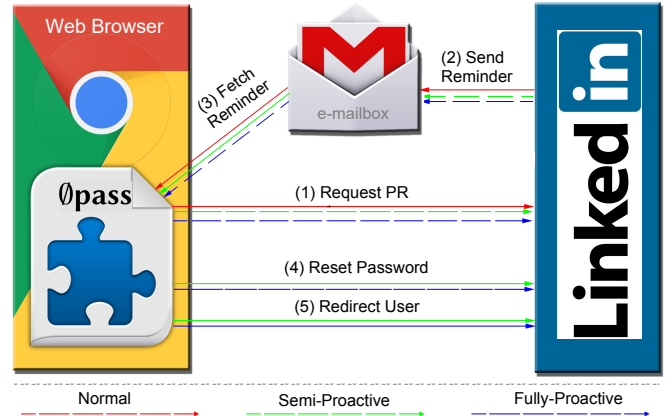 Web Browser
(2) Send
Reminder
(3) Fetch
Reminder
e-mailbox
Linked in
Øpass
(1) Request PR
(4) Reset Password
(5) Redirect User
Normal
Semi-Proactive
Fully-Proactive